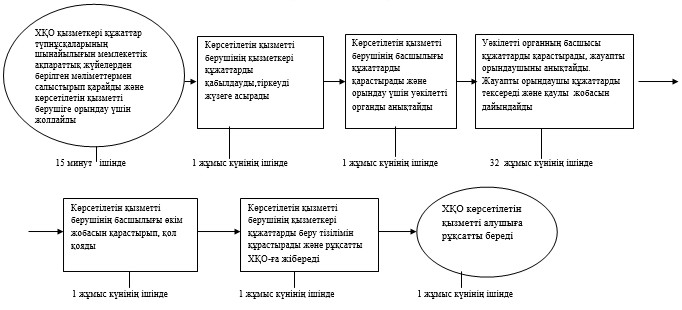 ХҚО қызметкері құжаттар
түпнұсқаларының
шынайылығын мемлекеттік
ақпараттық жүйелерден
берілген мәліметтермен
салыстырып қарайды және
көрсетілетін қызметті
берушіге орындау үшін
жолдайды
Көрсетілетін қызметті
берушінің қызметкері
құжаттарды
қабылдауды,тіркеуді
жүзеге асырады
Көрсетілетін қызметті
берушінің басшылығы
құжаттарды
қарастырады және
орындау үшін уәкілетті
органды анықтайды
Уәкілетті органның басшысы
құжаттарды қарастырады, жауапты
орындаушыны анықтайды.
Жауапты орындаушы құжаттарды
тексереді және қаулы жобасын
дайындайды
15 минут ішінде
1 жұмыс күнінің ішінде
1 жұмыс күнінің ішінде
32 жұмыс күнінің ішінде
Көрсетілетін қызметті
берушінің басшылығы өкім
жобасын қарастырып, қол
қояды
Көрсетілетін қызметті
берушінің қызметкері
құжаттарды беру тізілімін
құрастырады және рұқсатты
ХҚО-ға жібереді
ХҚО көрсетілетін
қызметті алушыға
рұқсатты береді
1 жұмыс күнінің ішінде
1 жұмыс күнінің ішінде
1 жұмыс күнінің ішінде